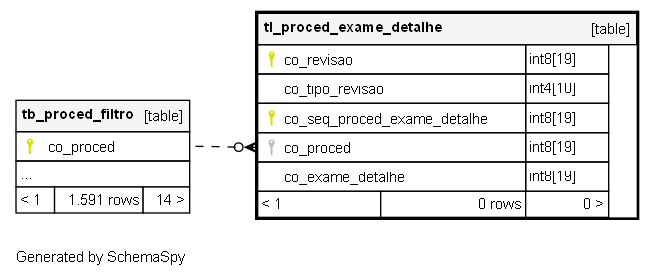 tl_proced_exame_detalhe [table]
co_revisao int8[19]
co_tipo_revisao int4[10]
co_seq_proced_exame_detalhe int8[19]
co_proced int8[19]
co_exame_detalhe int8[19]
< 1 0 rows 0 >
tb_proced_filtro [table]
co_proced
...
< 1 1.591 rows 14 >
Generated by SchemaSpy